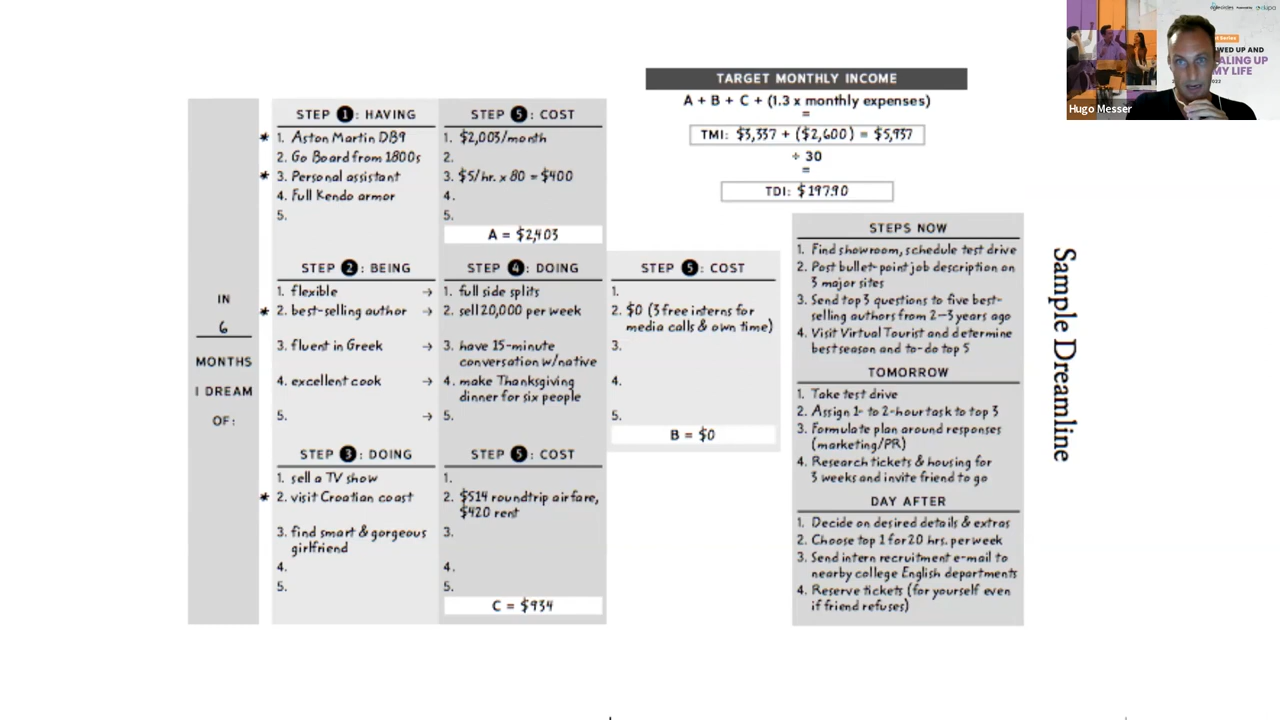 TARGET MONTHLY INCOME
A + B + C + (1.3 x monthly expenses)
=
TMI: $3,337 + ($2,600) = $5,937
÷ 30
=
TDI: $197.90
IN
6
MONTHS
I DREAM
OF:
STEP 1: HAVING
* 1. Aston Martin DB9
2. Go Board from 1800s
* 3. Personal assistant
4. Full Kendo armor
5.
STEP 5: COST
1. $2,003/month
2.
3. $5/hr. x 80 = $400
4.
5.
A = $2,403
STEP 2: BEING
1. flexible →
* 2. best-selling author →
3. fluent in Greek →
4. excellent cook →
5. →
STEP 4: DOING
1. full side splits
2. sell 20,000 per week
3. have 15-minute
conversation w/native
4. make Thanksgiving
dinner for six people
5.
STEP 5: COST
1.
2. $0 (3 free interns for
media calls & own time)
3.
4.
5.
B = $0
STEP 3: DOING
1. sell a TV show
* 2. visit Croatian coast
3. find smart & gorgeous
girlfriend
4.
5.
STEP 5: COST
1.
2. $514 roundtrip airfare,
$420 rent
3.
4.
5.
C = $934
STEPS NOW
1. Find showroom, schedule test drive
2. Post bullet-point job description on
3 major sites
3. Send top 3 questions to five best-
selling authors from 2–3 years ago
4. Visit Virtual Tourist and determine
best season and to-do top 5
TOMORROW
1. Take test drive
2. Assign 1- to 2-hour task to top 3
3. Formulate plan around responses
(marketing/PR)
4. Research tickets & housing for
3 weeks and invite friend to go
DAY AFTER
1. Decide on desired details & extras
2. Choose top 1 for 20 hrs. per week
3. Send intern recruitment e-mail to
nearby college English departments
4. Reserve tickets (for yourself even
if friend refuses)
Sample Dreamline
Series
WED UP AND
ALING UP
MY LIFE
Hugo Messer